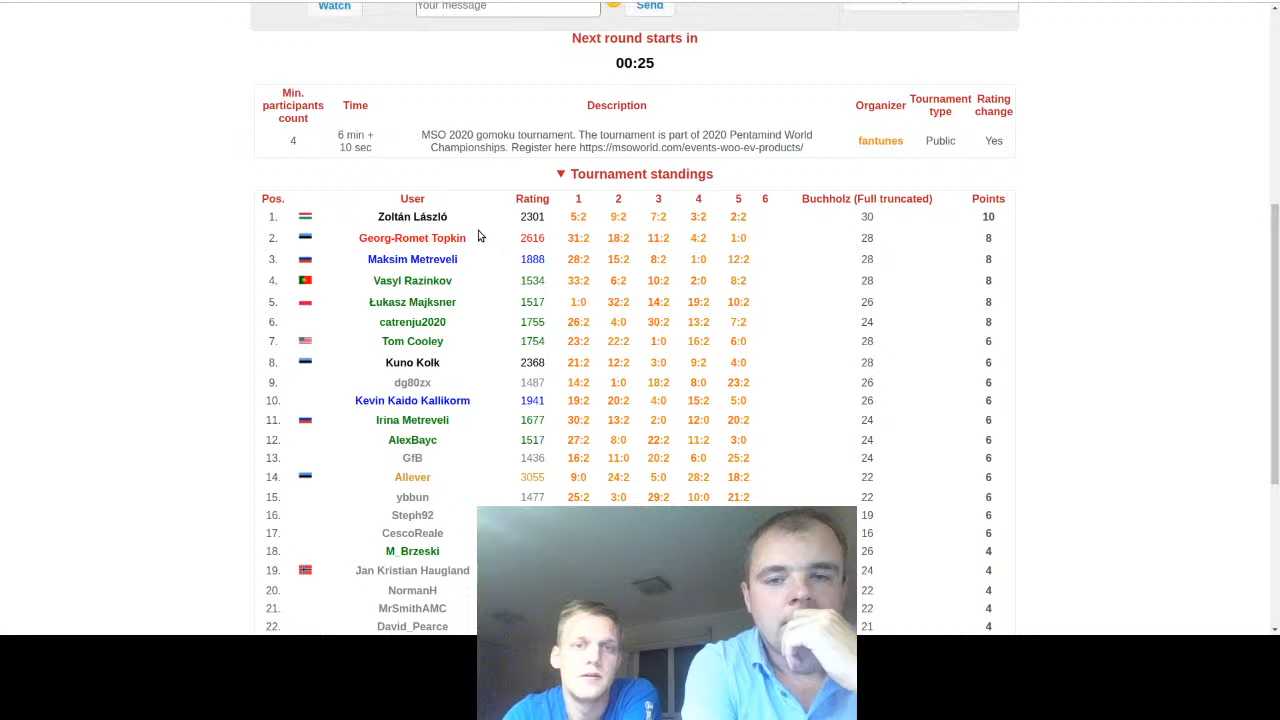 Watch Your message Send
Next round starts in
00:25
Min. participants count Time Description Organizer Tournament type Rating change
4 6 min + 10 sec MSO 2020 gomoku tournament. The tournament is part of 2020 Pentamind World Championships. Register here https://msoworld.com/events-woo-ev-products/ fantunes Public Yes
▼ Tournament standings
Pos. User Rating 1 2 3 4 5 6 Buchholz (Full truncated) Points
1. Zoltán László 2301 5:2 9:2 7:2 3:2 2:2 30 10
2. Georg-Romet Topkin 2616 31:2 18:2 11:2 4:2 1:0 28 8
3. Maksim Metreveli 1888 28:2 15:2 8:2 1:0 12:2 28 8
4. Vasyl Razinkov 1534 33:2 6:2 10:2 2:0 8:2 28 8
5. Łukasz Majksner 1517 1:0 32:2 14:2 19:2 10:2 26 8
6. catrenju2020 1755 26:2 4:0 30:2 13:2 7:2 24 8
7. Tom Cooley 1754 23:2 22:2 1:0 16:2 6:0 28 6
8. Kuno Kolk 2368 21:2 12:2 3:0 9:2 4:0 28 6
9. dg80zx 1487 14:2 1:0 18:2 8:0 23:2 26 6
10. Kevin Kaido Kallikorm 1941 19:2 20:2 4:0 15:2 5:0 26 6
11. Irina Metreveli 1677 30:2 13:2 2:0 12:0 20:2 24 6
12. AlexBayc 1517 27:2 8:0 22:2 11:2 3:0 24 6
13. GfB 1436 16:2 11:0 20:2 6:0 25:2 24 6
14. Allever 3055 9:0 24:2 5:0 28:2 18:2 22 6
15. ybbun 1477 25:2 3:0 29:2 10:0 21:2 22 6
16. Steph92 19 6
17. CescoReale 16 6
18. M_Brzeski 26 4
19. Jan Kristian Haugland 24 4
20. NormanH 22 4
21. MrSmithAMC 22 4
22. David_Pearce 21 4